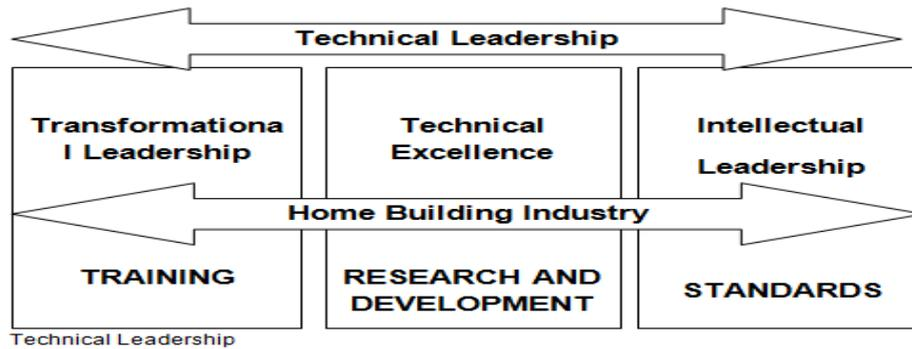 Technical Leadership
Transformationa
l Leadership
Technical
Excellence
Intellectual
Leadership
Home Building Industry
TRAINING
RESEARCH AND
DEVELOPMENT
STANDARDS
Technical Leadership